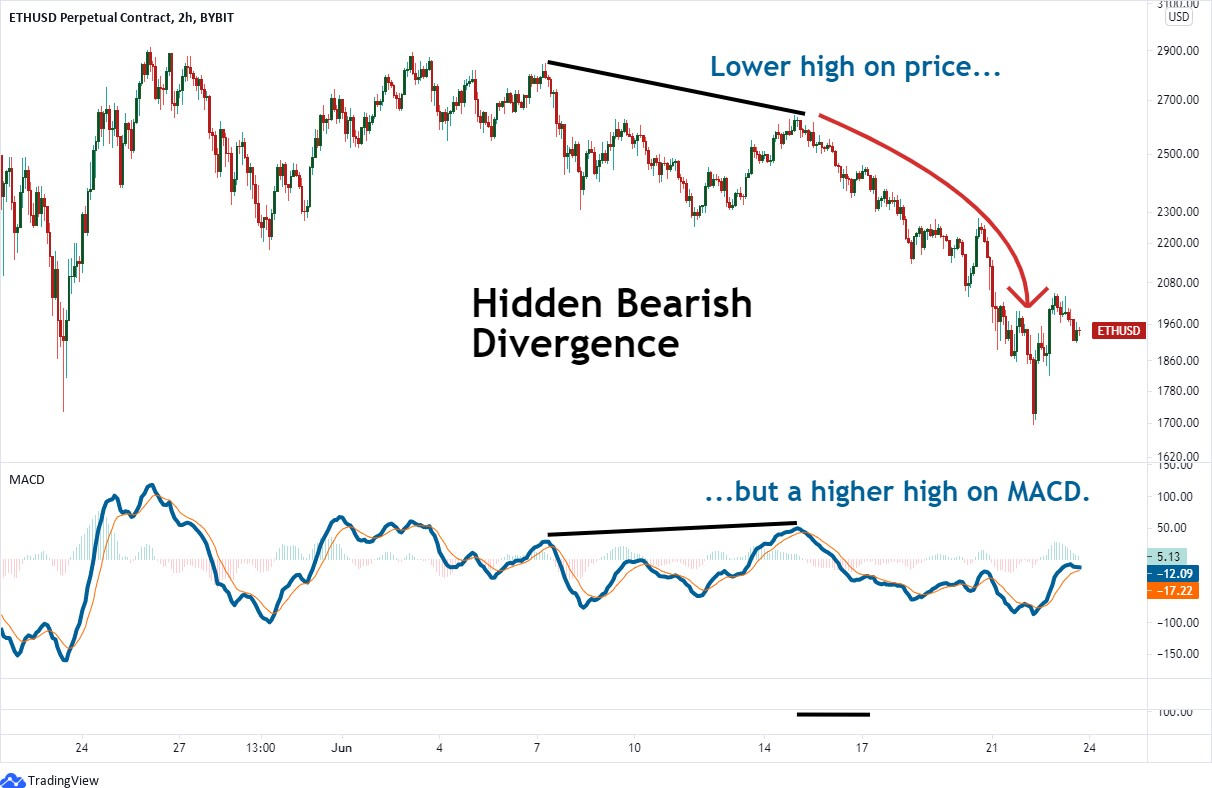 ETHUSD Perpetual Contract, 2h, BYBIT
3100.00
USD
2900.00
Lower high on price...
2700.00
2500.00
2300.00
2200.00
2080.00
Hidden Bearish
Divergence
1960.00
ETHUSD
1860.00
1780.00
1700.00
1620.00
150.00
MACD
...but a higher high on MACD.
100.00
50.00
5.13
−12.09
−17.22
−100.00
−150.00
100.00
24 27 13:00 Jun 4 7 10 14 17 21 24
TradingView